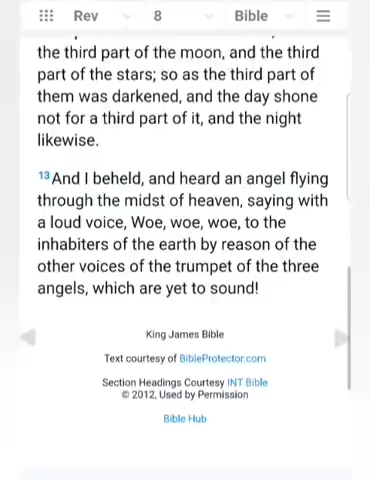 Rev 8 Bible
the third part of the moon, and the third
part of the stars; so as the third part of
them was darkened, and the day shone
not for a third part of it, and the night
likewise.
13 And I beheld, and heard an angel flying
through the midst of heaven, saying with
a loud voice, Woe, woe, woe, to the
inhabiters of the earth by reason of the
other voices of the trumpet of the three
angels, which are yet to sound!
King James Bible
Text courtesy of BibleProtector.com
Section Headings Courtesy INT Bible
© 2012, Used by Permission
Bible Hub